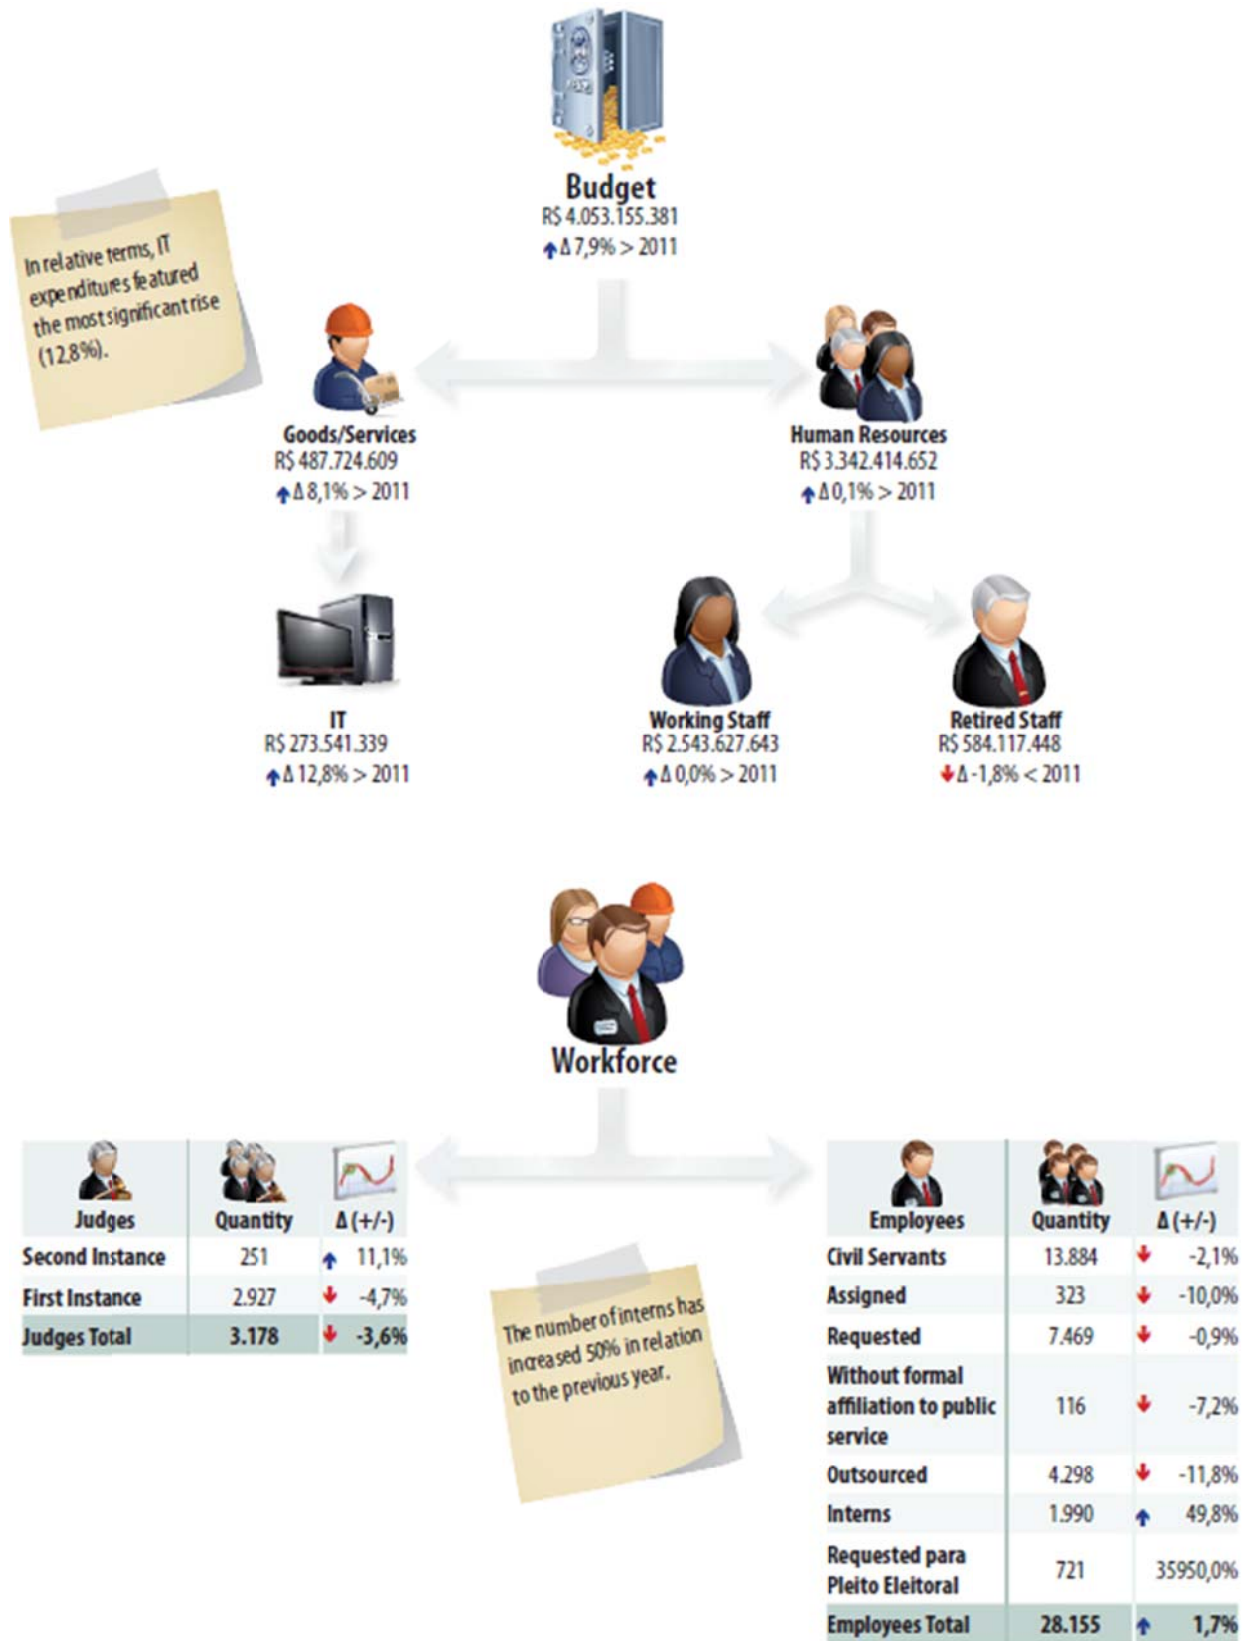 Budget
R$ 4.053.155.381
Δ 7,9% > 2011
In relative terms, IT
expenditures featured
the most significant rise
(12,8%).
Goods/Services
R$ 487.724.609
Δ 8,1% > 2011
Human Resources
R$ 3.342.414.652
Δ 0,1% > 2011
IT
R$ 273.541.339
Δ 12,8% > 2011
Working Staff
R$ 2.543.627.643
Δ 0,0% > 2011
Retired Staff
R$ 584.117.448
Δ -1,8% < 2011
Workforce
Judges Quantity Δ (+/-)
Second Instance 251 11,1%
First Instance 2.927 -4,7%
Judges Total 3.178 -3,6%
The number of interns has
increased 50% in relation
to the previous year.
Employees Quantity Δ (+/-)
Civil Servants 13.884 -2,1%
Assigned 323 -10,0%
Requested 7.469 -0,9%
Without formal
affiliation to public 116 -7,2%
service
Outsourced 4.298 -11,8%
Interns 1.990 49,8%
Requested para
Pleito Eleitoral 721 35950,0%
Employees Total 28.155 1,7%